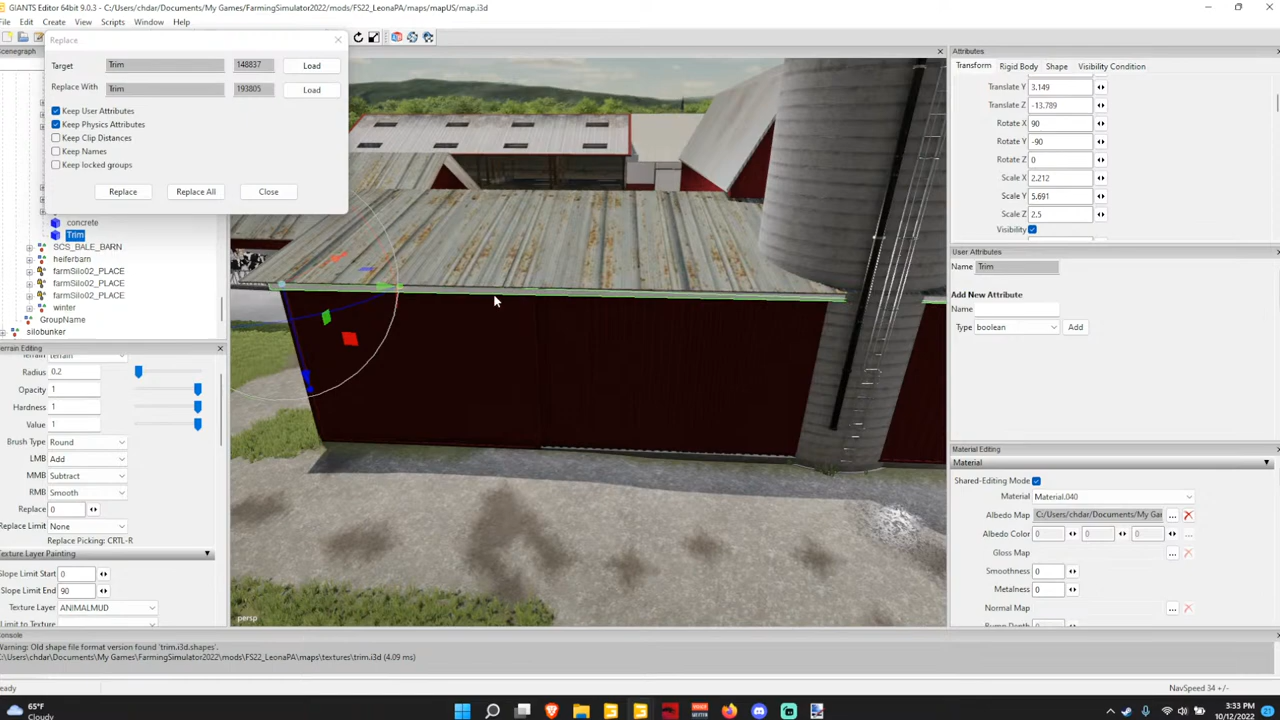 GIANTS Editor 64bit v9.0.3 - C:/Users/chdar/Documents/My Games/FarmingSimulator2022/mods/FS22_LeonaPA/maps/mapUS/map.i3d
File Edit Create View Scripts Window Help
Scenegraph
Replace
Target Trim 148837 Load
Replace With Trim 193805 Load
Keep User Attributes
Keep Physics Attributes
Keep Clip Distances
Keep Names
Keep locked groups
Replace Replace All Close
concrete
Trim
SCS_BALE_BARN
heiferbarn
farmSilo02_PLACE
farmSilo02_PLACE
farmSilo02_PLACE
winter
GroupName
silobunker
Terrain Editing
Terrain terrain
Radius 0.2
Opacity 1
Hardness 1
Value 1
Brush Type Round
LMB Add
MMB Subtract
RMB Smooth
Replace 0
Replace Limit None
Replace Picking: CRTL-R
Texture Layer Painting
Slope Limit Start 0
Slope Limit End 90
Texture Layer ANIMALMUD
Limit to Texture
persp
Attributes
Transform Rigid Body Shape Visibility Condition
Translate Y 3.149
Translate Z -13.789
Rotate X 90
Rotate Y -90
Rotate Z 0
Scale X 2.212
Scale Y 5.691
Scale Z 2.5
Visibility
User Attributes
Name Trim
Add New Attribute
Name
Type boolean Add
Material Editing
Material
Shared-Editing Mode
Material Material.040
Albedo Map C:/Users/chdar/Documents/My Gar ...
Albedo Color 0 0 0 ...
Gloss Map ...
Smoothness 0
Metalness 0
Normal Map ...
Bump Depth
Console
Warning: Old shape file format version found 'trim.i3d.shapes'.
C:\Users\chdar\Documents\My Games\FarmingSimulator2022\mods\FS22_LeonaPA\maps\textures\trim.i3d (4.09 ms)
Ready NavSpeed 34 +/-
65°F
Cloudy
3:33 PM
10/12/2022